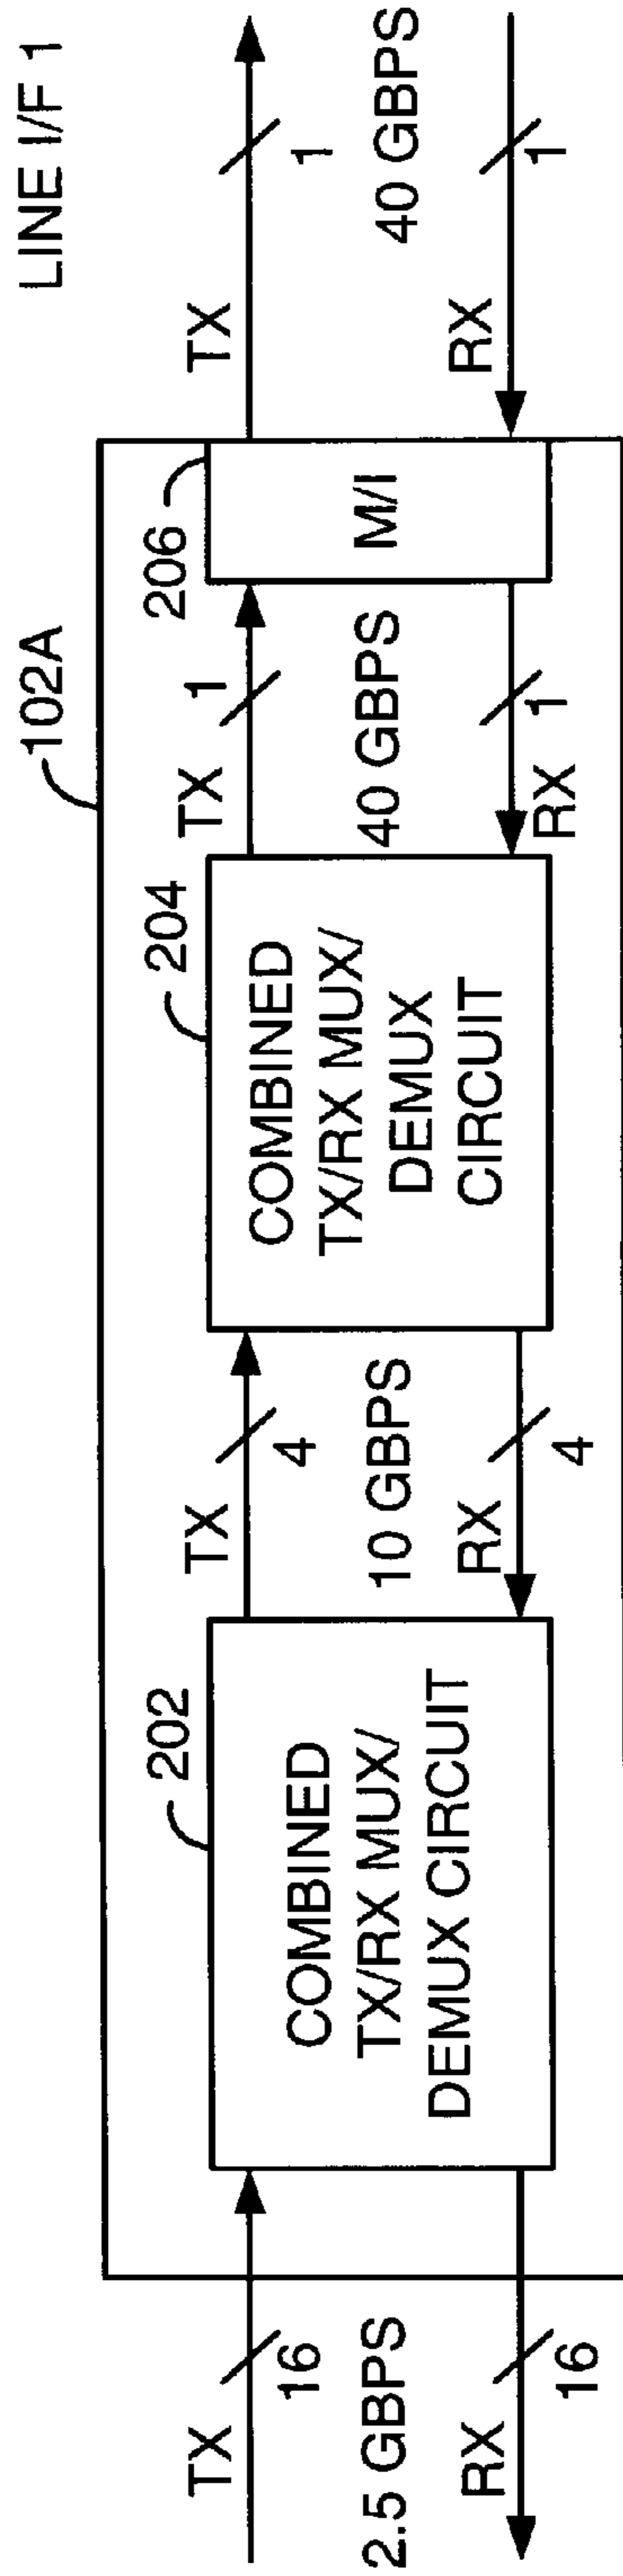 LINE I/F 1
102A
TX
16
2.5 GBPS
RX
16
202
COMBINED
TX/RX MUX/
DEMUX CIRCUIT
TX
4
10 GBPS
RX
4
204
COMBINED
TX/RX MUX/
DEMUX
CIRCUIT
TX
1
40 GBPS
RX
1
206
M/I
TX
1
40 GBPS
RX
1